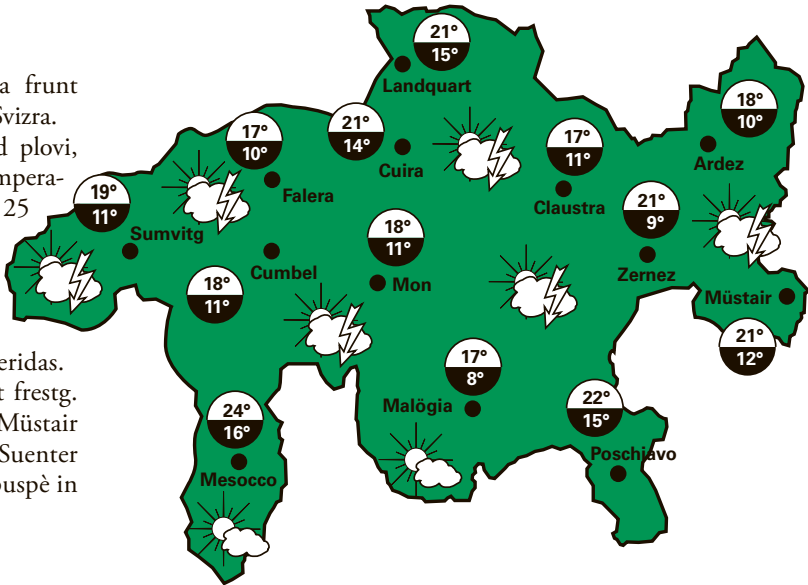 a frunt
Svizra.
d plovi,
mpera-
25
eridas.
t frestg.
Müstair
Suenter
puspè in
21°
15°
Landquart
17°
10°
Falera
21°
14°
Cuira
17°
11°
Claustra
18°
10°
Ardez
19°
11°
Sumvitg
Cumbel
18°
11°
18°
11°
Mon
21°
9°
Zernez
Müstair
21°
12°
17°
8°
Malögia
22°
15°
Poschiavo
24°
16°
Mesocco